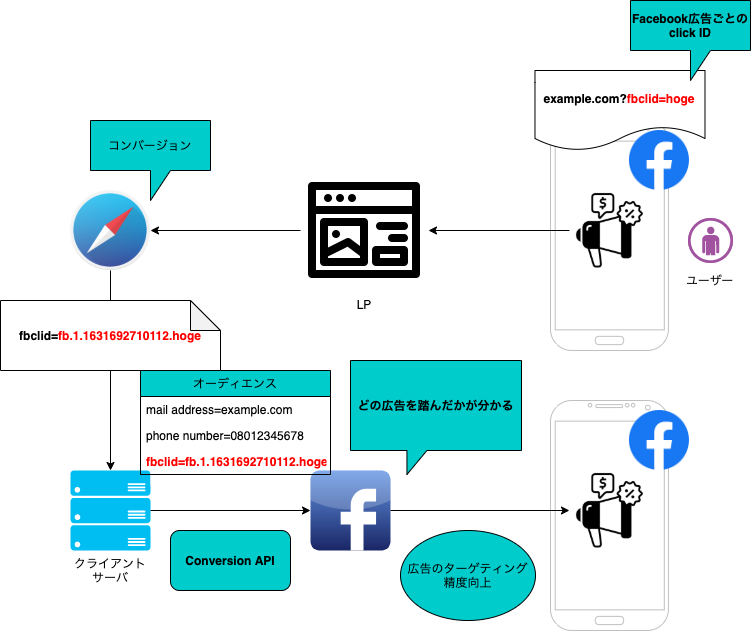 Facebook広告ごとの
click ID
example.com?fbclid=hoge
コンバージョン
LP
ユーザー
fbclid=fb.1.1631692710112.hoge
オーディエンス
mail address=example.com
phone number=08012345678
fbclid=fb.1.1631692710112.hoge
どの広告を踏んだかが分かる
クライアント
サーバ
Conversion API
広告のターゲティング
精度向上